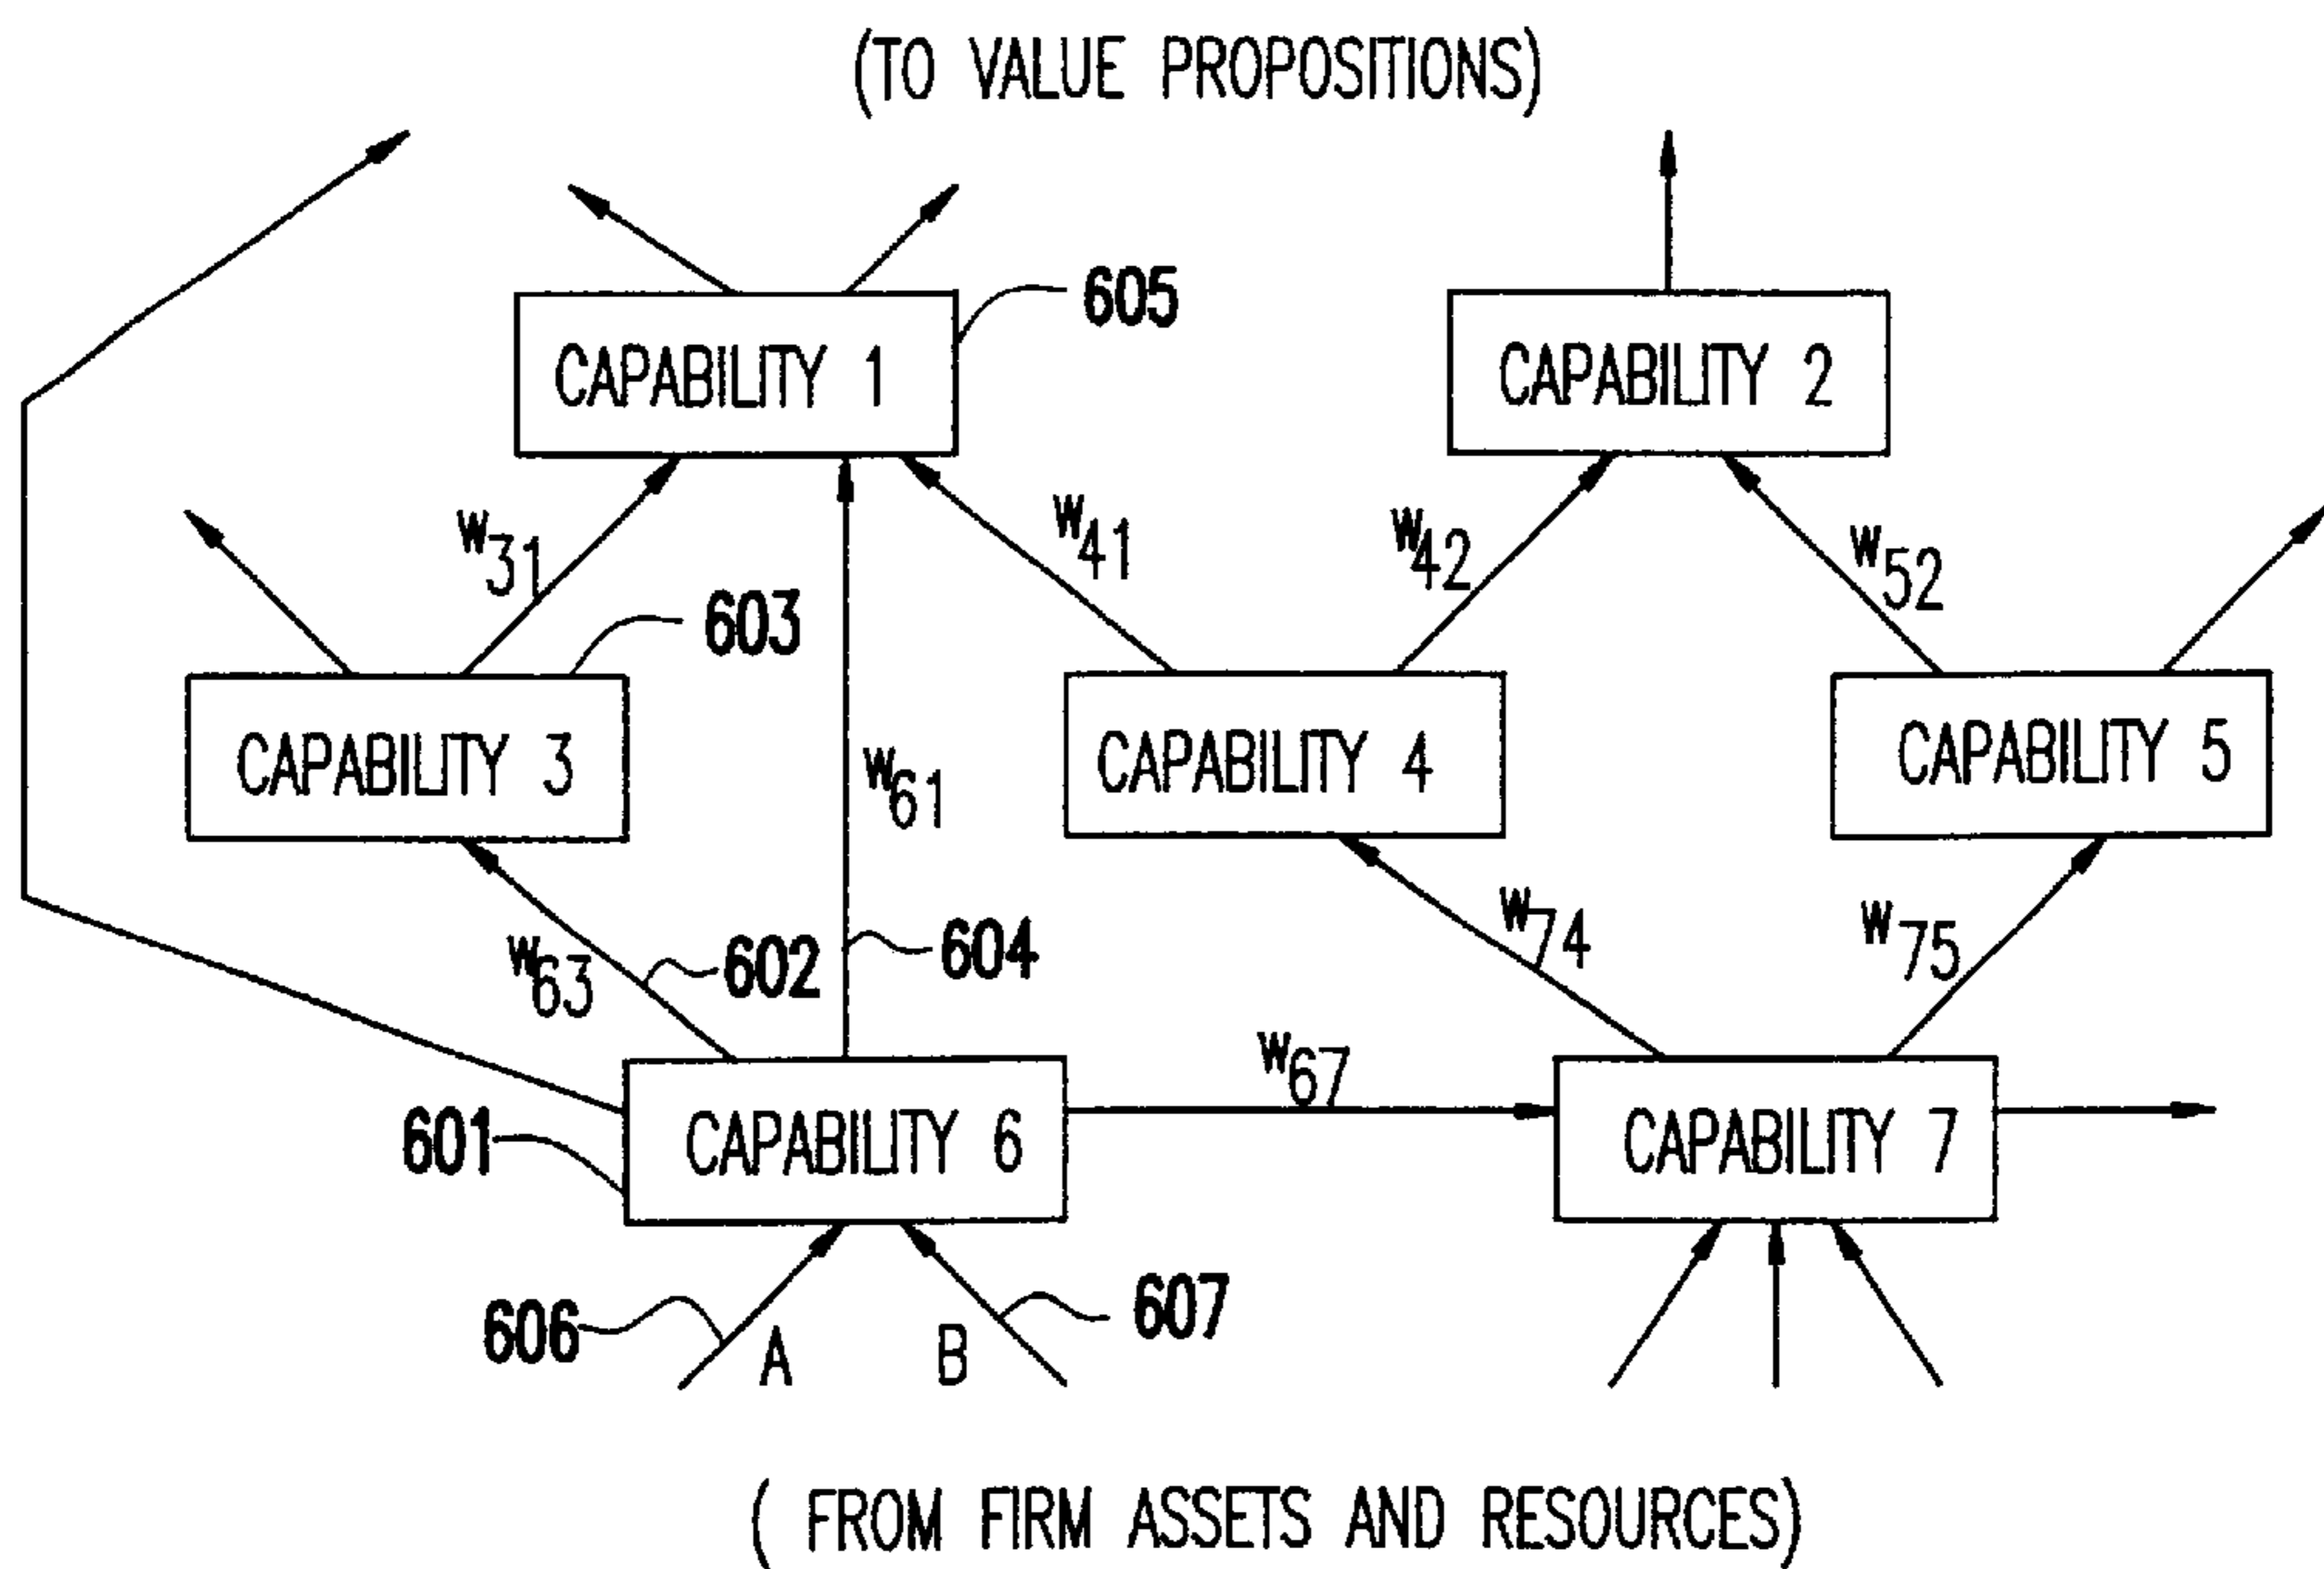 (TO VALUE PROPOSITIONS)
605
CAPABILITY 1
CAPABILITY 2
W31
W41
W42
W52
603
CAPABILITY 3
W61
CAPABILITY 4
CAPABILITY 5
W63
602
604
W74
W75
W67
601
CAPABILITY 6
CAPABILITY 7
606
A
B
607
( FROM FIRM ASSETS AND RESOURCES)